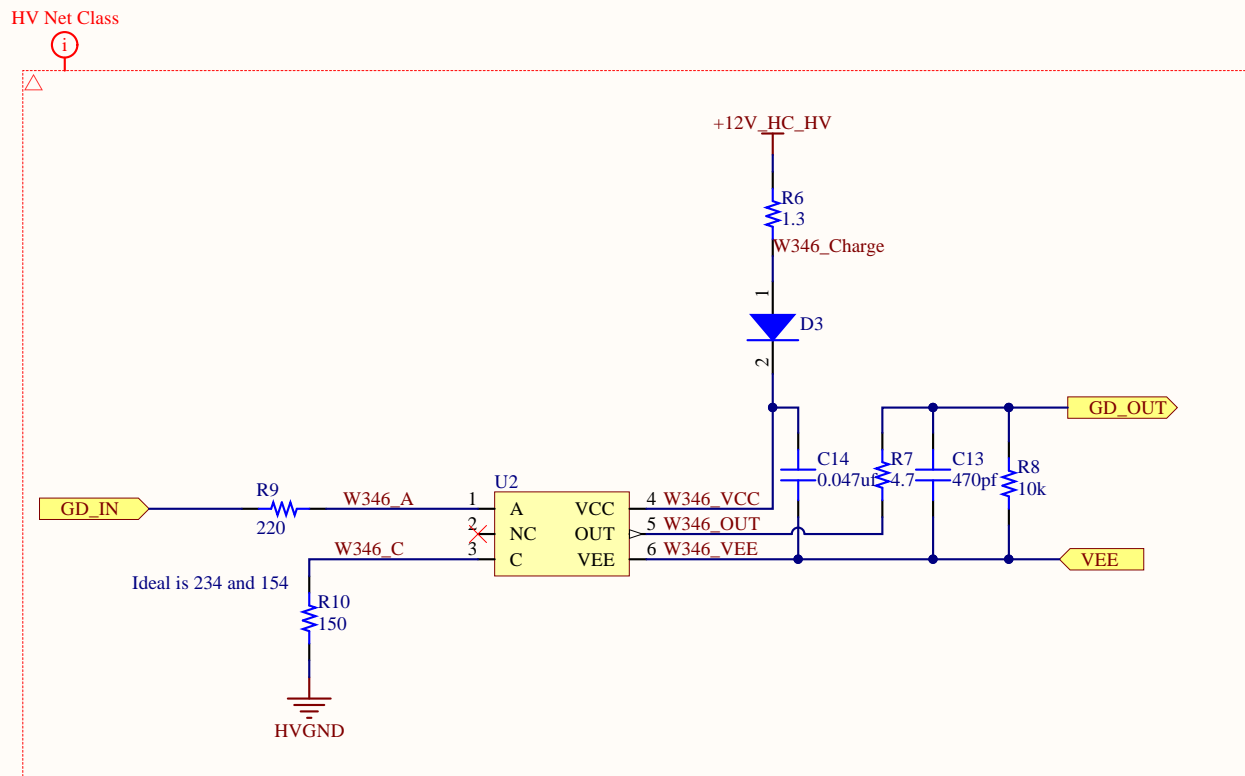 HV Net Class
i
+12V_HC_HV
R6
1.3
W346_Charge
1
D3
2
GD_OUT
C14
0.047uf
R7
4.7
C13
470pf
R8
10k
U2
R9
220
GD_IN
W346_A
1
A
VCC
4
W346_VCC
2
NC
OUT
5
W346_OUT
W346_C
3
C
VEE
6
W346_VEE
VEE
Ideal is 234 and 154
R10
150
HVGND